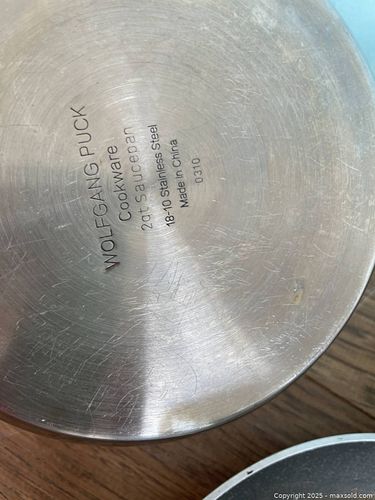 WOLFGANG PUCK
Cookware
2qt Saucepan
18-10 Stainless Steel
Made in China
0310
Copyright 2025 - maxsold.com